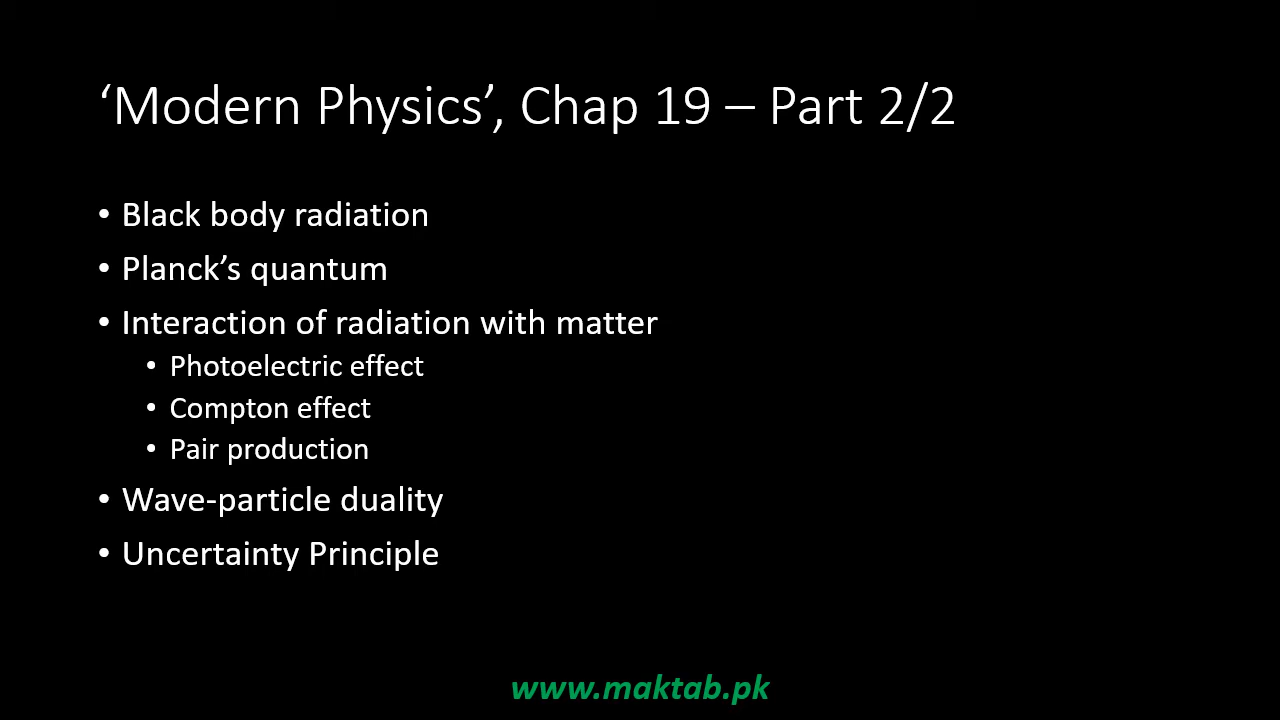 ‘Modern Physics’, Chap 19 – Part 2/2
• Black body radiation
• Planck’s quantum
• Interaction of radiation with matter
• Photoelectric effect
• Compton effect
• Pair production
• Wave-particle duality
• Uncertainty Principle
www.maktab.pk